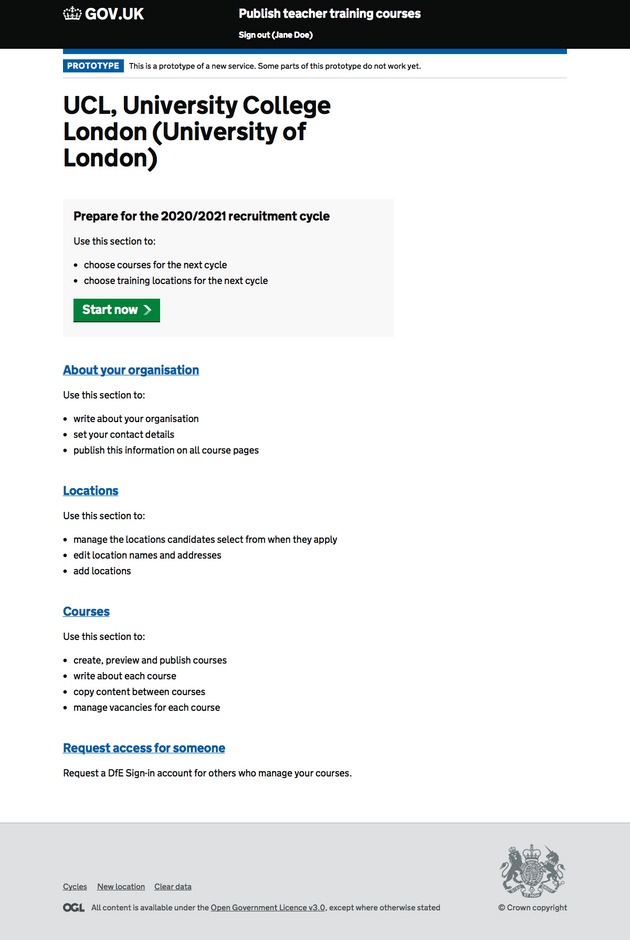 GOV.UK
Publish teacher training courses
Sign out (Jane Doe)
PROTOTYPE This is a prototype of a new service. Some parts of this prototype do not work yet.
UCL, University College
London (University of
London)
Prepare for the 2020/2021 recruitment cycle
Use this section to:
• choose courses for the next cycle
• choose training locations for the next cycle
Start now
About your organisation
Use this section to:
• write about your organisation
• set your contact details
• publish this information on all course pages
Locations
Use this section to:
• manage the locations candidates select from when they apply
• edit location names and addresses
• add locations
Courses
Use this section to:
• create, preview and publish courses
• write about each course
• copy content between courses
• manage vacancies for each course
Request access for someone
Request a DfE Sign-in account for others who manage your courses.
Cycles New location Clear data
OGL All content is available under the Open Government Licence v3.0, except where otherwise stated
© Crown copyright